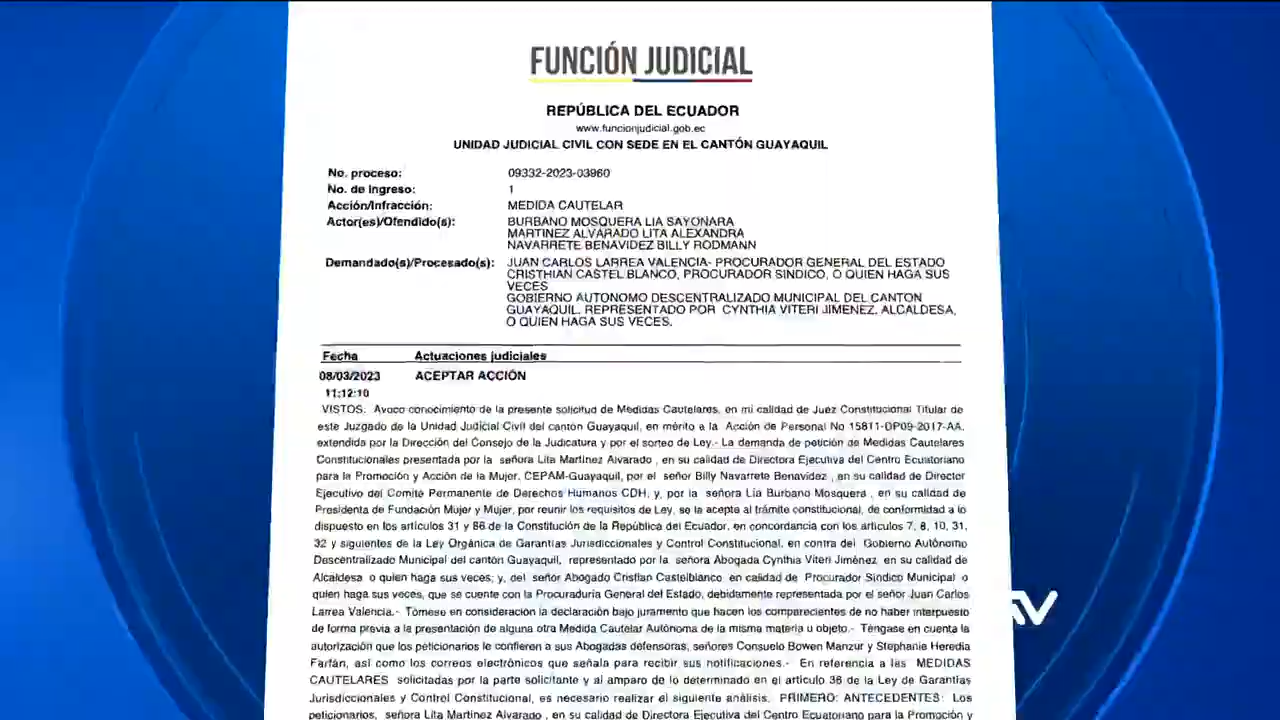 FUNCIÓN JUDICIAL
REPÚBLICA DEL ECUADOR
www.funcionjudicial.gob.ec
UNIDAD JUDICIAL CIVIL CON SEDE EN EL CANTÓN GUAYAQUIL
No. proceso: 09332-2023-03960
No. de Ingreso: 1
Acción/Infracción: MEDIDA CAUTELAR
Actor(es)/Ofendido(s): BURBANO MOSQUERA LIA SAYONARA
MARTINEZ ALVARADO LITA ALEXANDRA
NAVARRETE BENAVIDEZ BILLY RODMANN
Demandado(s)/Procesado(s): JUAN CARLOS LARREA VALENCIA- PROCURADOR GENERAL DEL ESTADO
CRISTHIAN CASTEL BLANCO, PROCURADOR SINDICO, O QUIEN HAGA SUS
VECES
GOBIERNO AUTONOMO DESCENTRALIZADO MUNICIPAL DEL CANTON
GUAYAQUIL, REPRESENTADO POR CYNTHIA VITERI JIMENEZ, ALCALDESA,
O QUIEN HAGA SUS VECES.
Fecha Actuaciones judiciales
08/03/2023 ACEPTAR ACCIÓN
11:12:10
VISTOS: Avoco conocimiento de la presente solicitud de Medidas Cautelares, en mi calidad de Juez Constitucional Titular de
este Juzgado de la Unidad Judicial Civil del cantón Guayaquil, en mérito a la Acción de Personal No 15811-DP09-2017-AA,
extendida por la Dirección del Consejo de la Judicatura y por el sorteo de Ley.- La demanda de petición de Medidas Cautelares
Constitucionales presentada por la señora Lita Martínez Alvarado , en su calidad de Directora Ejecutiva del Centro Ecuatoriano
para la Promoción y Acción de la Mujer, CEPAM-Guayaquil, por el señor Billy Navarrete Benavidez , en su calidad de Director
Ejecutivo del Comité Permanente de Derechos Humanos CDH, y, por la señora Lía Burbano Mosquera , en su calidad de
Presidenta de Fundación Mujer y Mujer, por reunir los requisitos de Ley, se la acepta al trámite constitucional, de conformidad a lo
dispuesto en los artículos 31 y 86 de la Constitución de la República del Ecuador, en concordancia con los artículos 7, 8, 10, 31,
32 y siguientes de la Ley Orgánica de Garantías Jurisdiccionales y Control Constitucional, en contra del Gobierno Autónomo
Descentralizado Municipal del cantón Guayaquil, representado por la señora Abogada Cynthia Viteri Jiménez en su calidad de
Alcaldesa o quien haga sus veces; y, del señor Abogado Cristian Castelblanco en calidad de Procurador Síndico Municipal o
quien haga sus veces, que se cuente con la Procuraduría General del Estado, debidamente representada por el señor Juan Carlos
Larrea Valencia.- Tómese en consideración la declaración bajo juramento que hacen los comparecientes de no haber interpuesto
de forma previa a la presentación de alguna otra Medida Cautelar Autónoma de la misma materia u objeto.- Téngase en cuenta la
autorización que los peticionarios le confieren a sus Abogadas defensoras, señores Consuelo Bowen Manzur y Stephanie Heredia
Farfán, así como los correos electrónicos que señala para recibir sus notificaciones.- En referencia a las MEDIDAS
CAUTELARES solicitadas por la parte solicitante y al amparo de lo determinado en el artículo 36 de la Ley de Garantías
Jurisdiccionales y Control Constitucional, es necesario realizar el siguiente análisis. PRIMERO: ANTECEDENTES: Los
peticionarios, señora Lita Martínez Alvarado , en su calidad de Directora Ejecutiva del Centro Ecuatoriano para la Promoción y